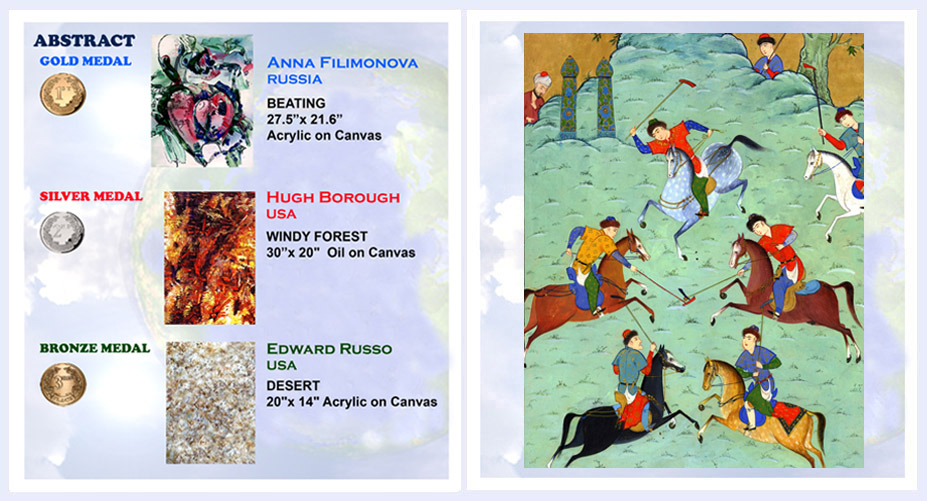 ABSTRACT
GOLD MEDAL
1ST
ANNA FILIMONOVA
RUSSIA
BEATING
27.5”x 21.6”
Acrylic on Canvas
SILVER MEDAL
HUGH BOROUGH
USA
WINDY FOREST
30”x 20" Oil on Canvas
BRONZE MEDAL
EDWARD RUSSO
USA
DESERT
20"x 14" Acrylic on Canvas